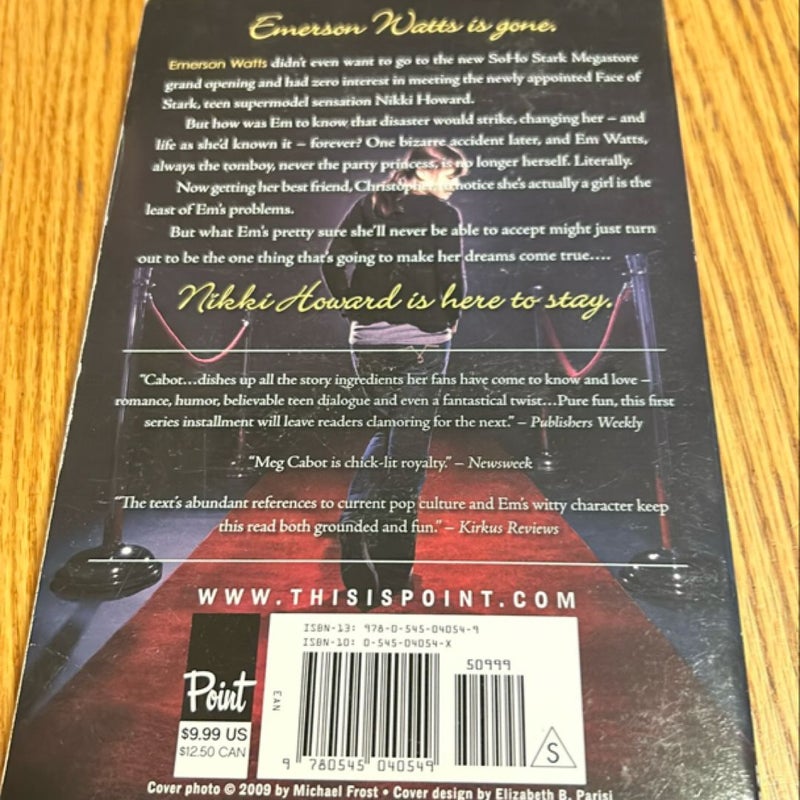 Emerson Watts is gone.
Emerson Watts didn't even want to go to the new SoHo Stark Megastore
grand opening and had zero interest in meeting the newly appointed Face of
Stark, teen supermodel sensation Nikki Howard.
But how was Em to know that disaster would strike, changing her – and
life as she'd known it – forever? One bizarre accident later, and Em Watts,
always the tomboy, never the party princess, is no longer herself. Literally.
Now getting her best friend, Christopher, to notice she's actually a girl is the
least of Em's problems.
But what Em's pretty sure she'll never be able to accept might just turn
out to be the one thing that's going to make her dreams come true....
Nikki Howard is here to stay.
"Cabot...dishes up all the story ingredients her fans have come to know and love –
romance, humor, believable teen dialogue and even a fantastical twist...Pure fun, this first
series installment will leave readers clamoring for the next." – Publishers Weekly
"Meg Cabot is chick-lit royalty." – Newsweek
"The text's abundant references to current pop culture and Em's witty character keep
this read both grounded and fun." – Kirkus Reviews
WWW.THISISPOINT.COM
ISBN-13: 978-0-545-04054-9
ISBN-10: 0-545-04054-X
50999
Point
EAN
$9.99 US
$12.50 CAN
S
9 780545 040549
Cover photo © 2009 by Michael Frost • Cover design by Elizabeth B. Parisi